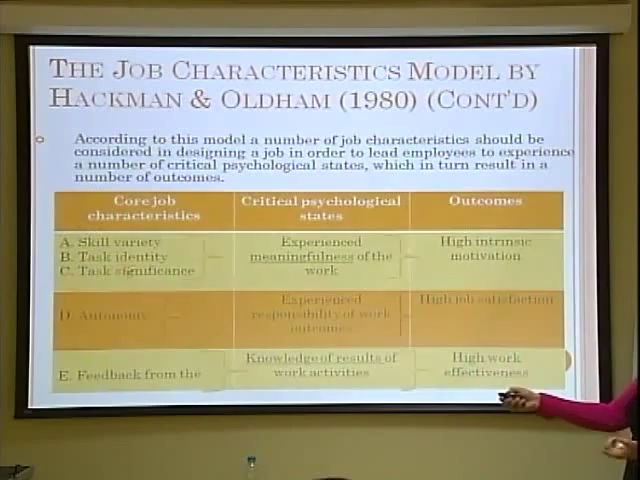 THE JOB CHARACTERISTICS MODEL BY
HACKMAN & OLDHAM (1980) (CONT'D)
According to this model a number of job characteristics should be
considered in designing a job in order to lead employees to experience
a number of critical psychological states, which in turn result in a
number of outcomes.
Core job
characteristics
Critical psychological
states
Outcomes
A. Skill variety
B. Task identity
C. Task significance
Experienced
meaningfulness of the
work
High intrinsic
motivation
D. Autonomy
Experienced
responsibility of work
outcomes
High job satisfaction
E. Feedback from the
Knowledge of results of
work activities
High work
effectiveness